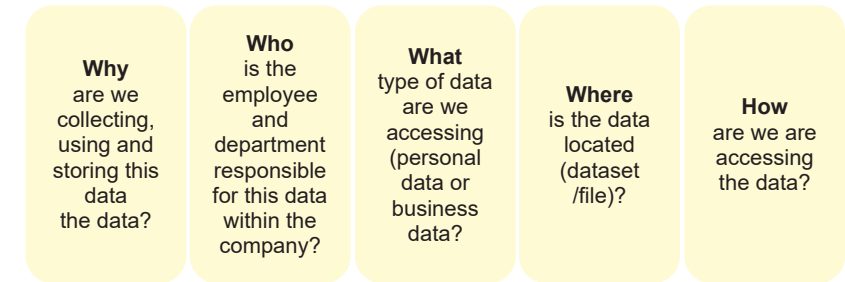 Why
are we
collecting,
using and
storing this
data
the data?
Who
is the
employee
and
department
responsible
for this data
within the
company?
What
type of data
are we
accessing
(personal
data or
business
data?
Where
is the data
located
(dataset
/file)?
How
are we are
accessing
the data?